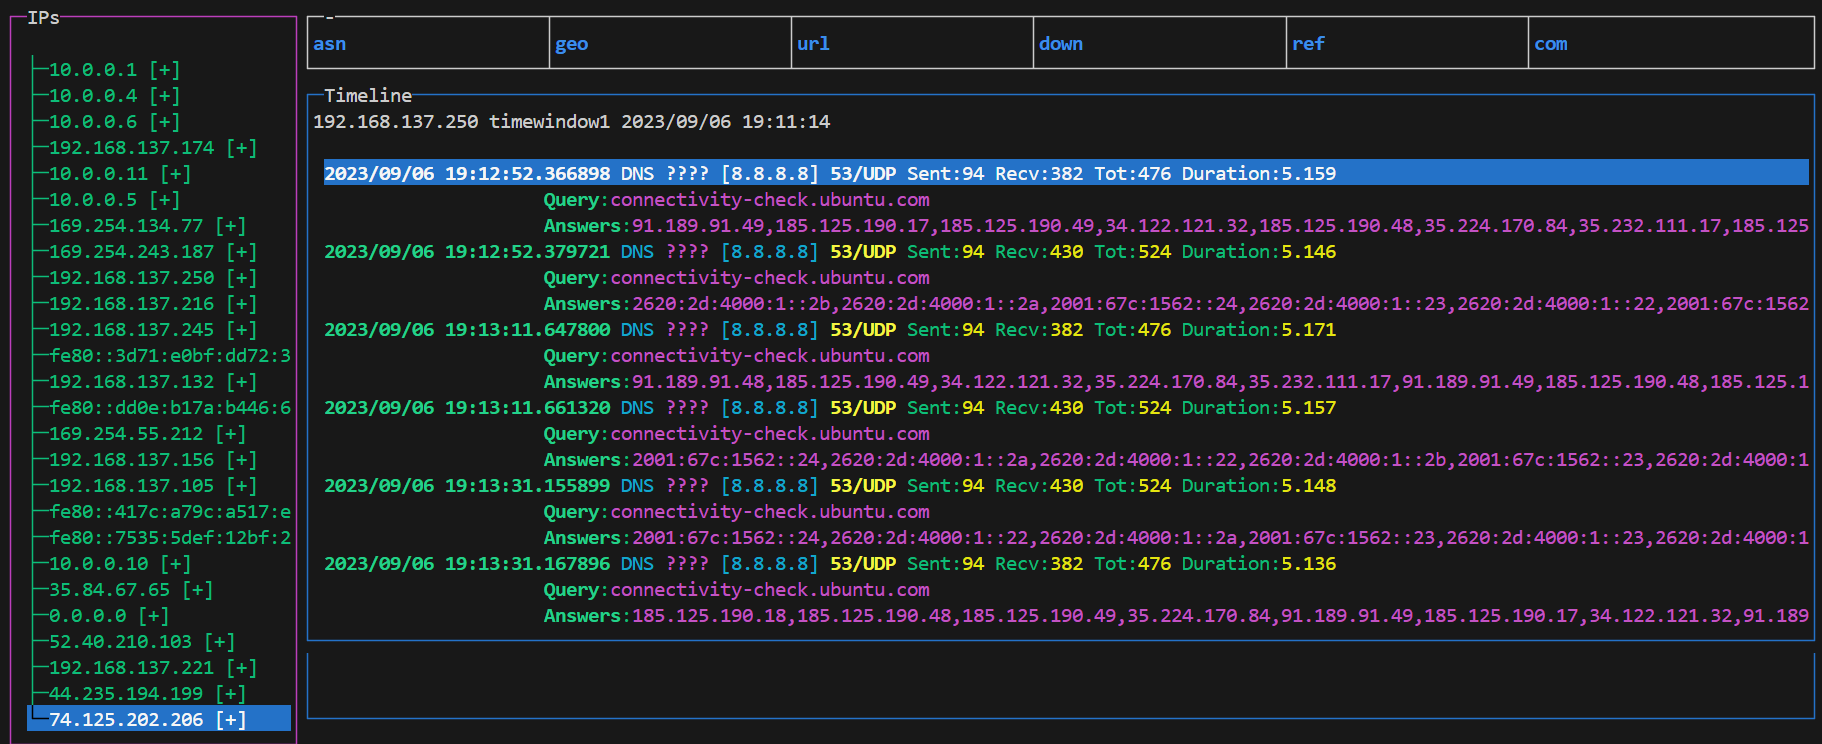 IPs
10.0.0.1 [+]
10.0.0.4 [+]
10.0.0.6 [+]
192.168.137.174 [+]
10.0.0.11 [+]
10.0.0.5 [+]
169.254.134.77 [+]
169.254.243.187 [+]
192.168.137.250 [+]
192.168.137.216 [+]
192.168.137.245 [+]
fe80::3d71:e0bf:dd72:3
192.168.137.132 [+]
fe80::dd0e:b17a:b446:6
169.254.55.212 [+]
192.168.137.156 [+]
192.168.137.105 [+]
fe80::417c:a79c:a517:e
fe80::7535:5def:12bf:2
10.0.0.10 [+]
35.84.67.65 [+]
0.0.0.0 [+]
52.40.210.103 [+]
192.168.137.221 [+]
44.235.194.199 [+]
74.125.202.206 [+]
-
asn geo url down ref com
Timeline
192.168.137.250 timewindow1 2023/09/06 19:11:14
2023/09/06 19:12:52.366898 DNS ???? [8.8.8.8] 53/UDP Sent:94 Recv:382 Tot:476 Duration:5.159
Query:connectivity-check.ubuntu.com
Answers:91.189.91.49,185.125.190.17,185.125.190.49,34.122.121.32,185.125.190.48,35.224.170.84,35.232.111.17,185.125
2023/09/06 19:12:52.379721 DNS ???? [8.8.8.8] 53/UDP Sent:94 Recv:430 Tot:524 Duration:5.146
Query:connectivity-check.ubuntu.com
Answers:2620:2d:4000:1::2b,2620:2d:4000:1::2a,2001:67c:1562::24,2620:2d:4000:1::23,2620:2d:4000:1::22,2001:67c:1562
2023/09/06 19:13:11.647800 DNS ???? [8.8.8.8] 53/UDP Sent:94 Recv:382 Tot:476 Duration:5.171
Query:connectivity-check.ubuntu.com
Answers:91.189.91.48,185.125.190.49,34.122.121.32,35.224.170.84,35.232.111.17,91.189.91.49,185.125.190.48,185.125.1
2023/09/06 19:13:11.661320 DNS ???? [8.8.8.8] 53/UDP Sent:94 Recv:430 Tot:524 Duration:5.157
Query:connectivity-check.ubuntu.com
Answers:2001:67c:1562::24,2620:2d:4000:1::2a,2620:2d:4000:1::22,2620:2d:4000:1::2b,2001:67c:1562::23,2620:2d:4000:1
2023/09/06 19:13:31.155899 DNS ???? [8.8.8.8] 53/UDP Sent:94 Recv:430 Tot:524 Duration:5.148
Query:connectivity-check.ubuntu.com
Answers:2001:67c:1562::24,2620:2d:4000:1::22,2620:2d:4000:1::2a,2001:67c:1562::23,2620:2d:4000:1::23,2620:2d:4000:1
2023/09/06 19:13:31.167896 DNS ???? [8.8.8.8] 53/UDP Sent:94 Recv:382 Tot:476 Duration:5.136
Query:connectivity-check.ubuntu.com
Answers:185.125.190.18,185.125.190.48,185.125.190.49,35.224.170.84,91.189.91.49,185.125.190.17,34.122.121.32,91.189